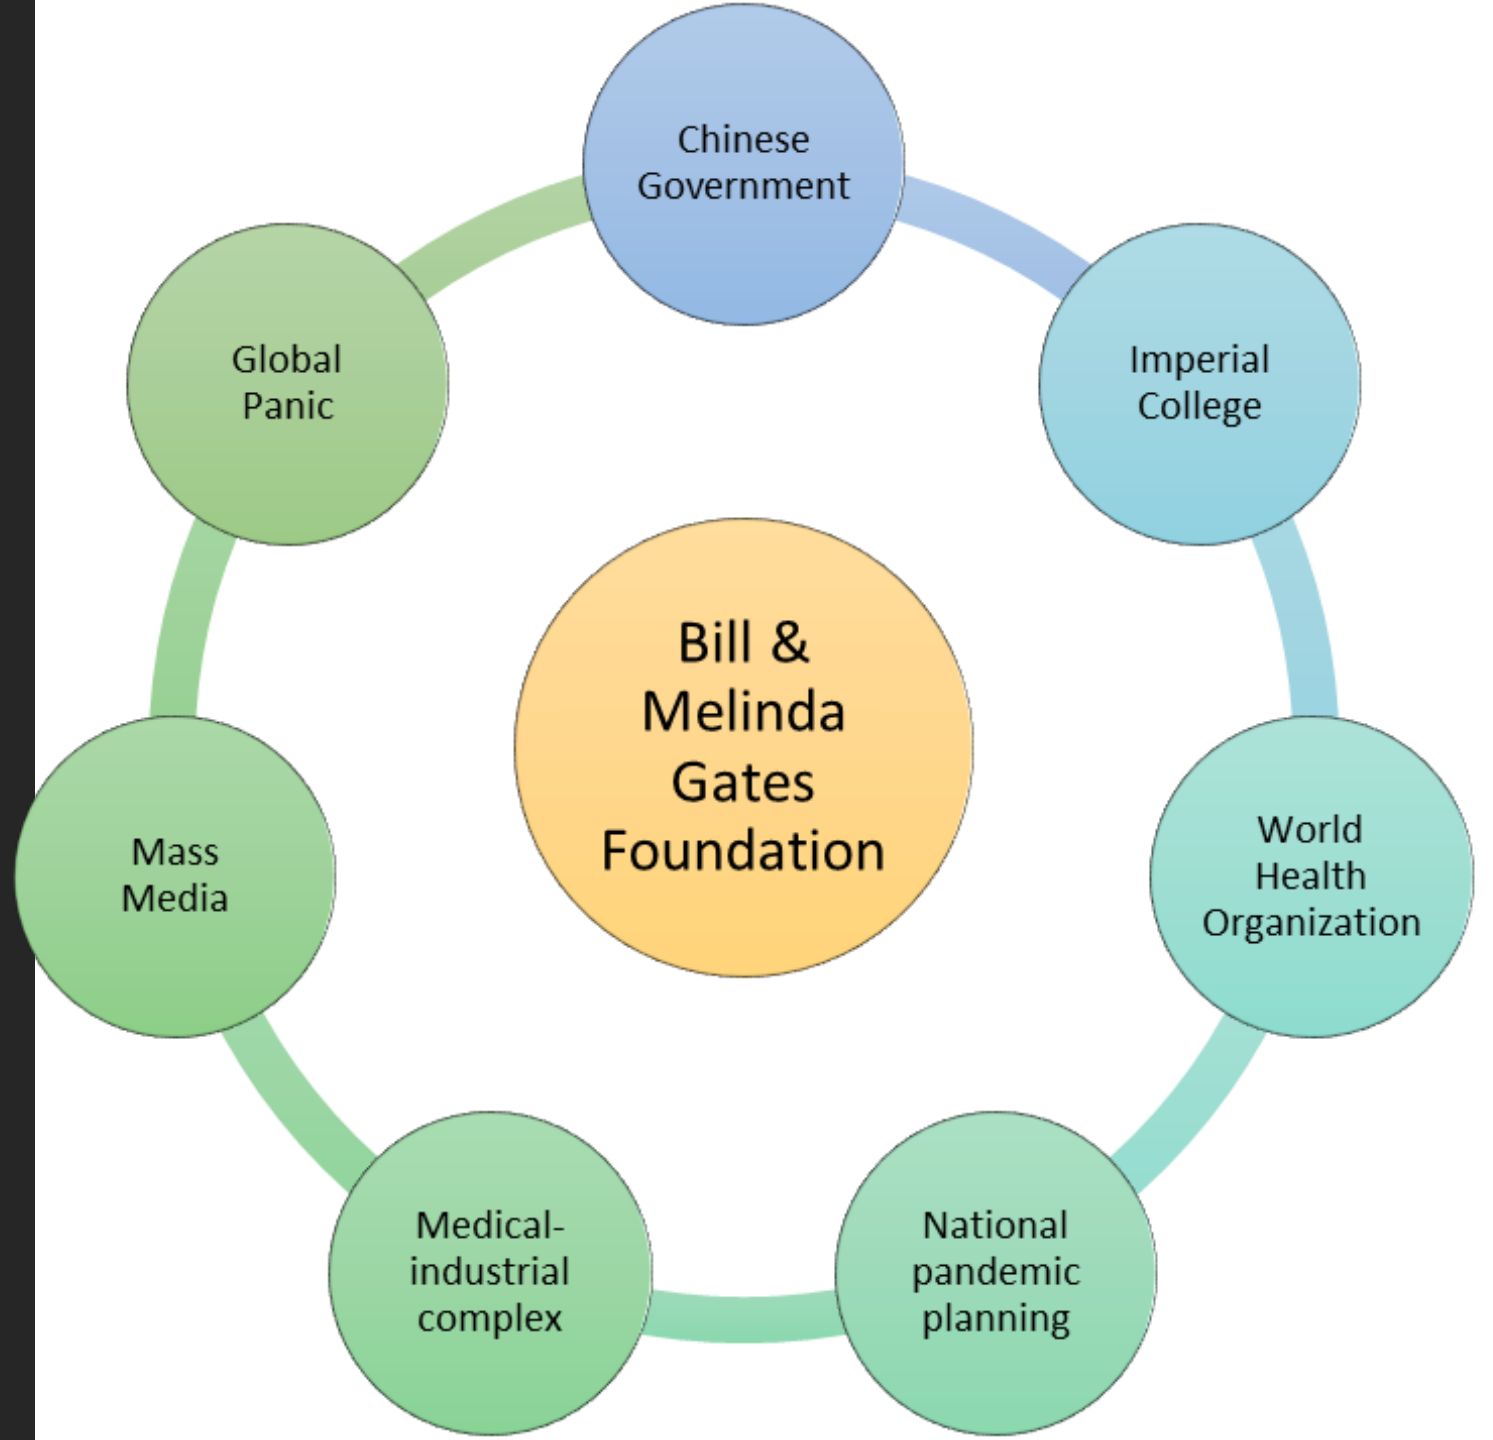 Chinese
Government
Imperial
College
World
Health
Organization
National
pandemic
planning
Medical-
industrial
complex
Mass
Media
Global
Panic
Bill &
Melinda
Gates
Foundation